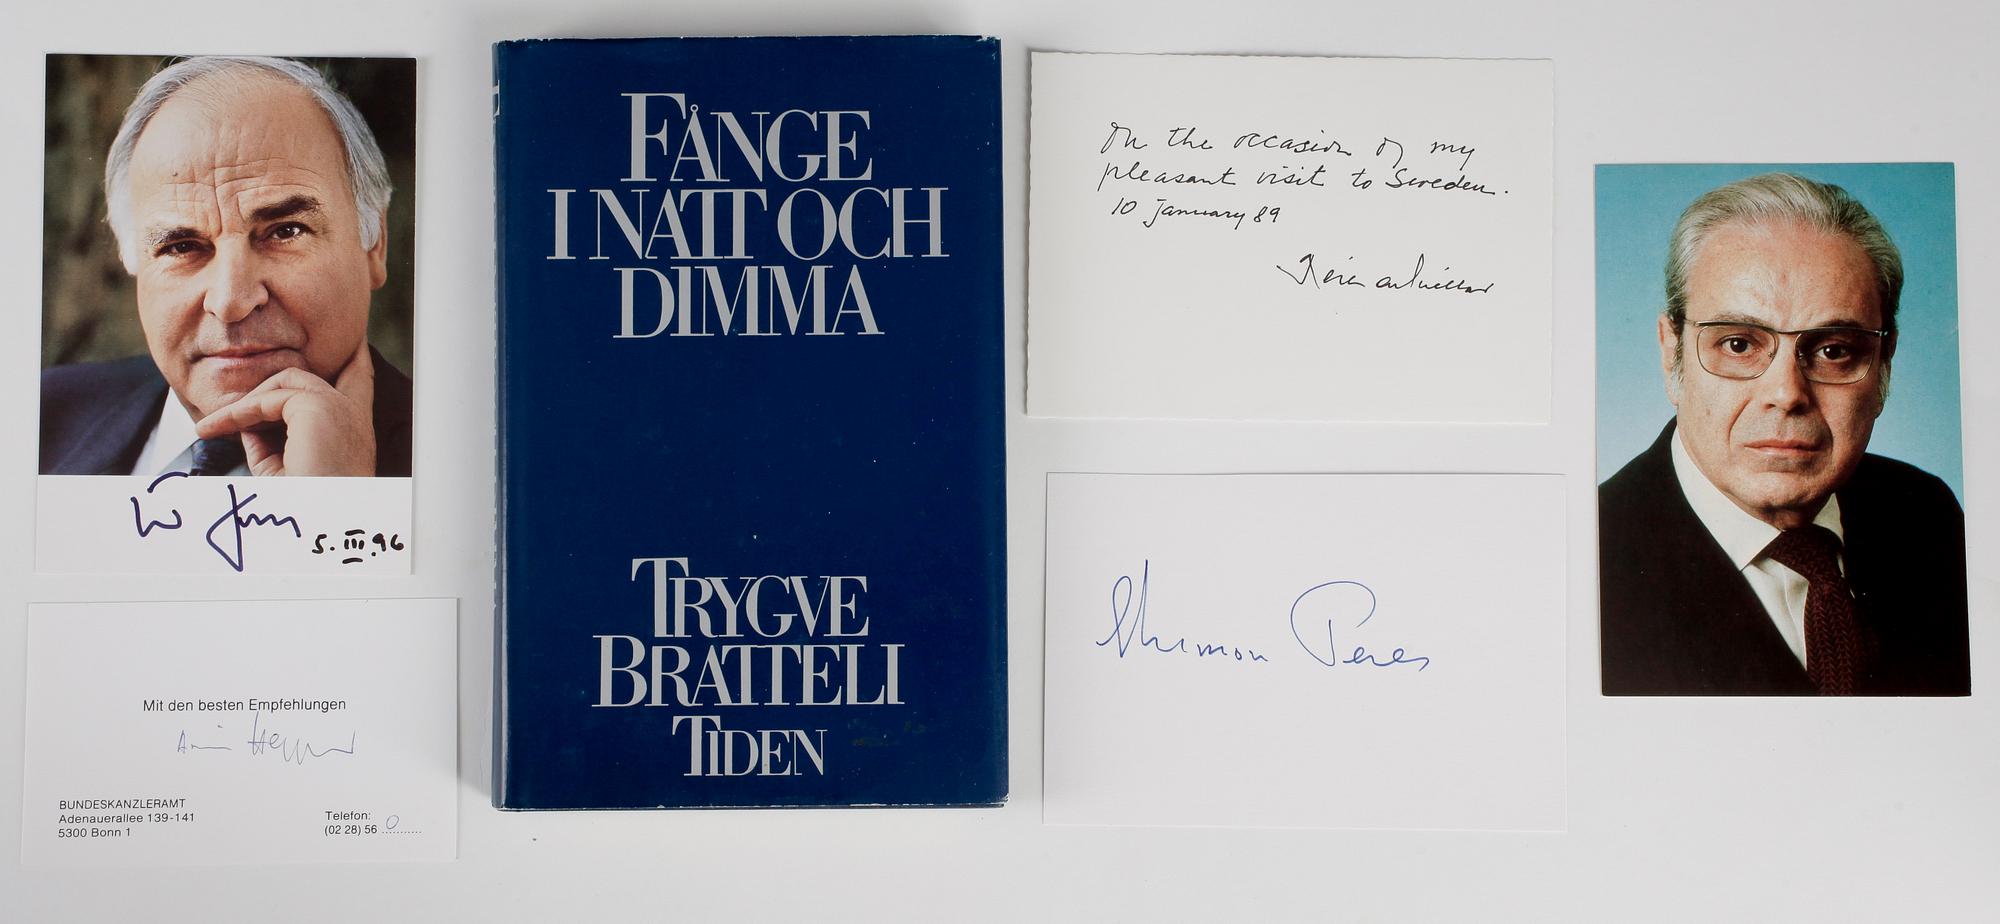 5. III. 96
Mit den besten Empfehlungen
BUNDESKANZLERAMT
Adenauerallee 139-141
5300 Bonn 1
Telefon:
(02 28) 56 0
FÅNGE
I NATT OCH
DIMMA
TRYGVE
BRATTELI
TIDEN
On the occasion of my
pleasant visit to Sweden.
10 January 89
Shimon Peres